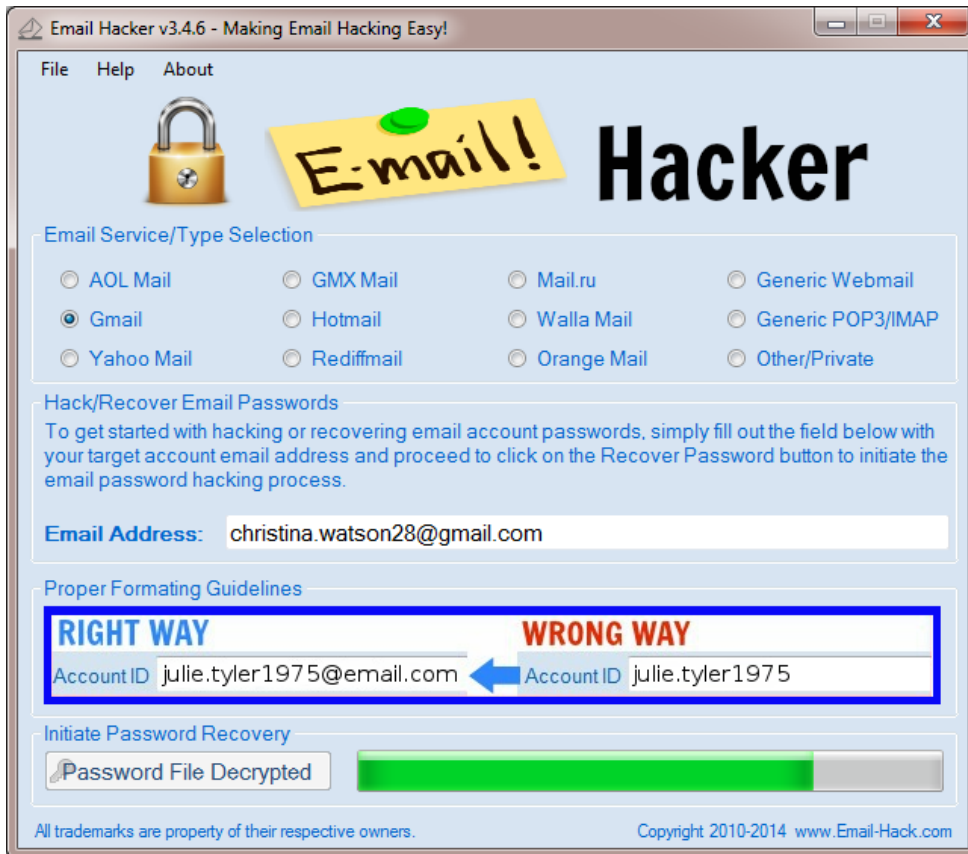 Email Hacker v3.4.6 - Making Email Hacking Easy!
File Help About
E-mail! Hacker
Email Service/Type Selection
AOL Mail GMX Mail Mail.ru Generic Webmail
Gmail Hotmail Walla Mail Generic POP3/IMAP
Yahoo Mail Rediffmail Orange Mail Other/Private
Hack/Recover Email Passwords
To get started with hacking or recovering email account passwords, simply fill out the field below with
your target account email address and proceed to click on the Recover Password button to initiate the
email password hacking process.
Email Address: christina.watson28@gmail.com
Proper Formating Guidelines
RIGHT WAY WRONG WAY
Account ID julie.tyler1975@email.com Account ID julie.tyler1975
Initiate Password Recovery
Password File Decrypted
All trademarks are property of their respective owners. Copyright 2010-2014 www.Email-Hack.com